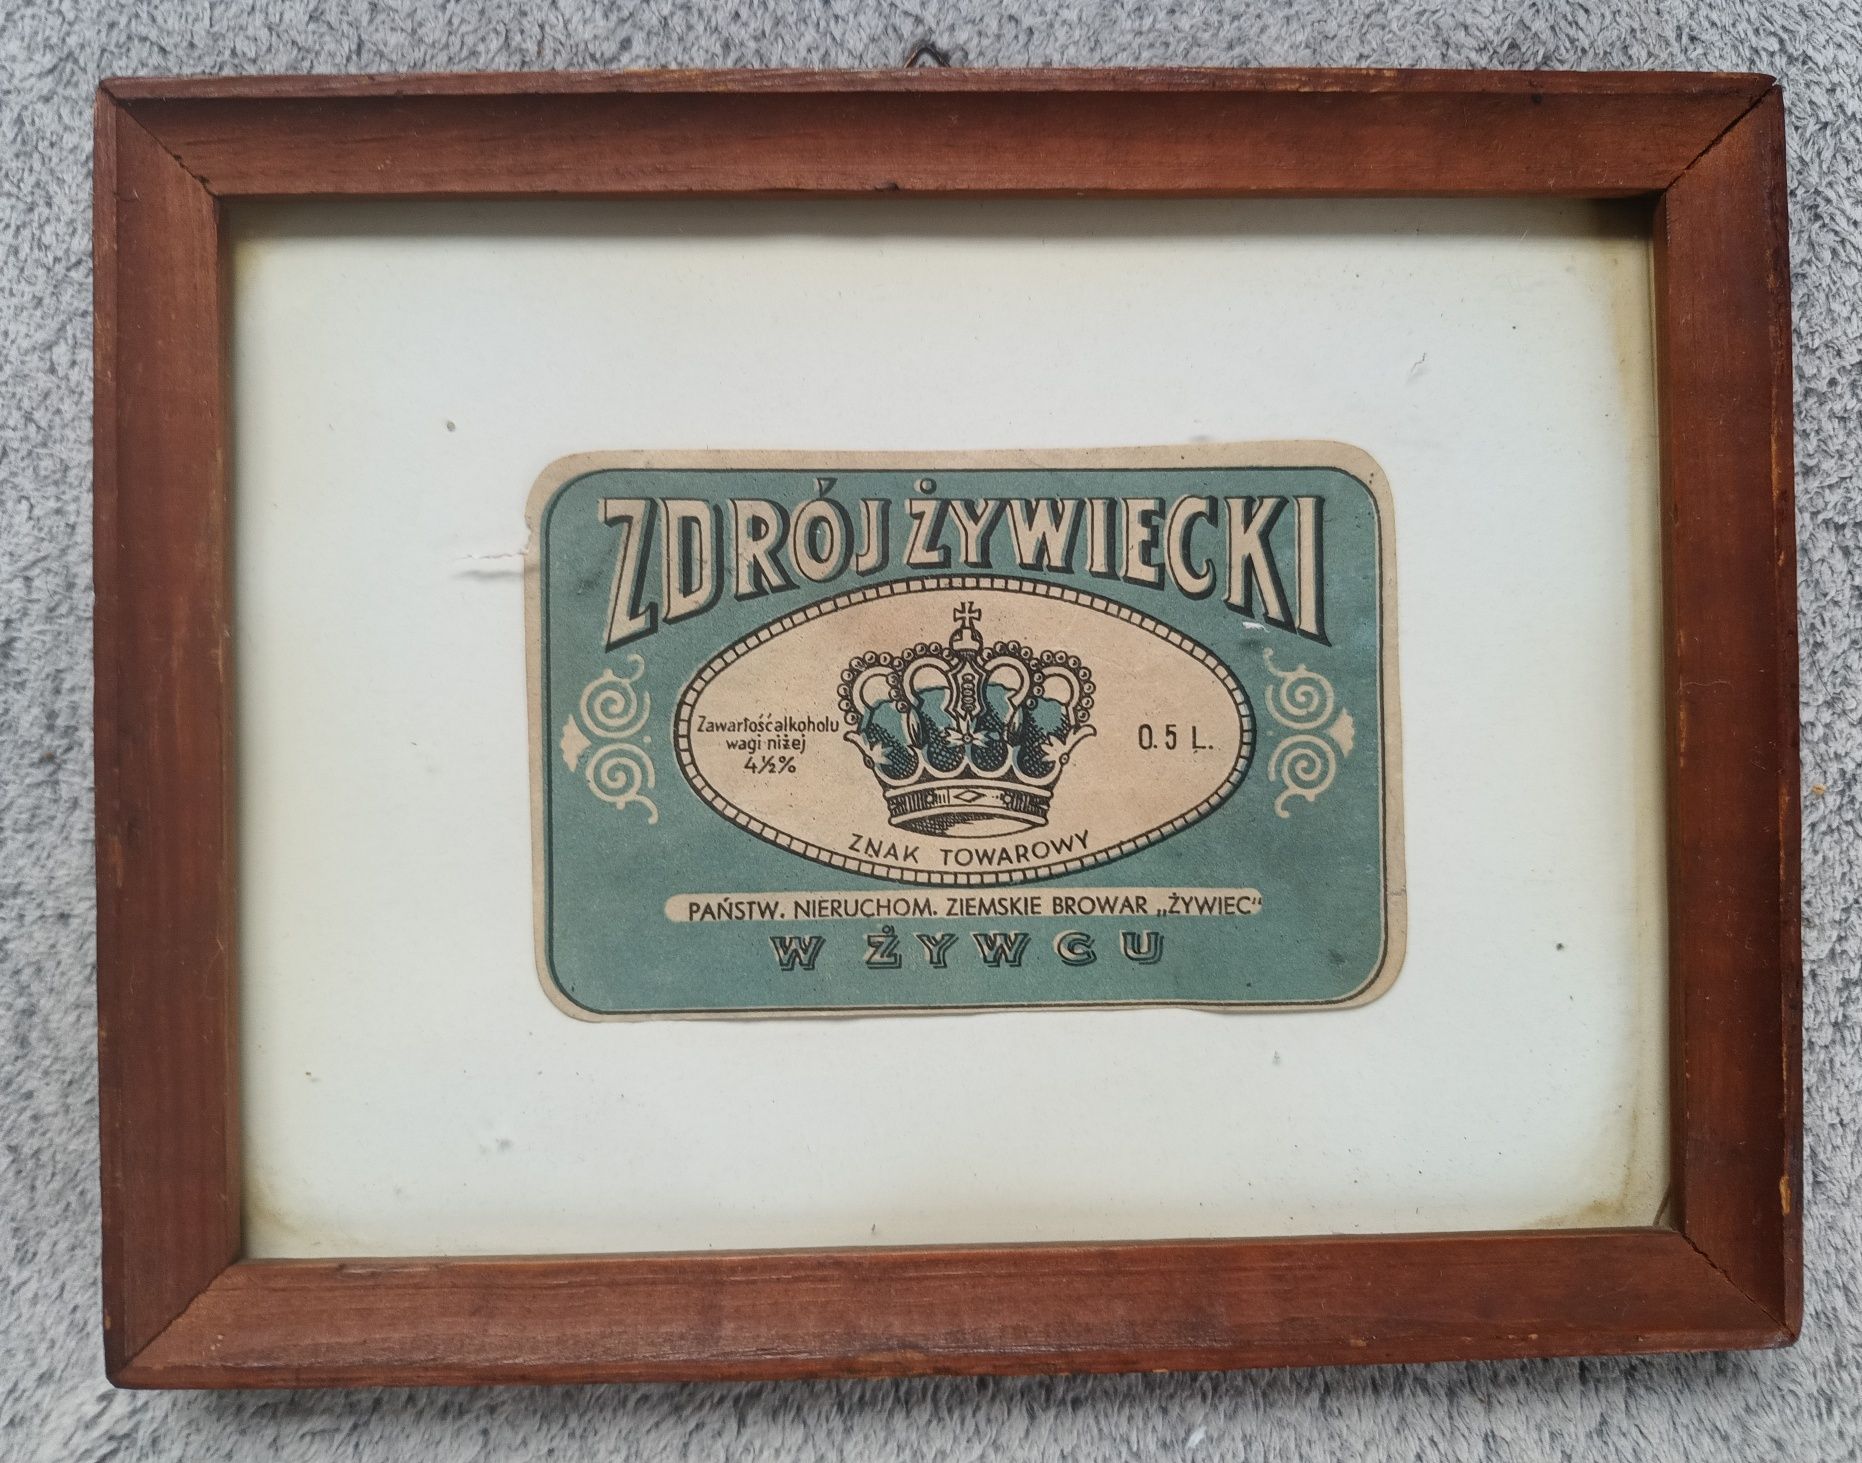 ZDRÓJ ŻYWIECKI
Zawartość alkoholu
wagi niżej
4½%
0.5 L.
ZNAK TOWAROWY
PAŃSTW. NIERUCHOM. ZIEMSKIE BROWAR „ŻYWIEC"
W ŻYWCU